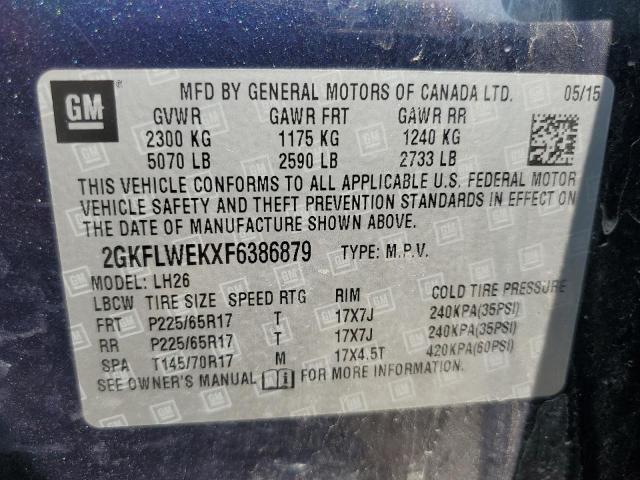 GM
MFD BY GENERAL MOTORS OF CANADA LTD. 05/15
GVWR GAWR FRT GAWR RR
2300 KG 1175 KG 1240 KG
5070 LB 2590 LB 2733 LB
THIS VEHICLE CONFORMS TO ALL APPLICABLE U.S. FEDERAL MOTOR
VEHICLE SAFETY AND THEFT PREVENTION STANDARDS IN EFFECT ON
THE DATE OF MANUFACTURE SHOWN ABOVE.
2GKFLWEKXF6386879 TYPE: M.P.V.
MODEL: LH26
LBCW TIRE SIZE SPEED RTG RIM COLD TIRE PRESSURE
FRT P225/65R17 T 17X7J 240KPA(35PSI)
RR P225/65R17 T 17X7J 240KPA(35PSI)
SPA T145/70R17 M 17X4.5T 420KPA(60PSI)
SEE OWNER'S MANUAL FOR MORE INFORMATION.